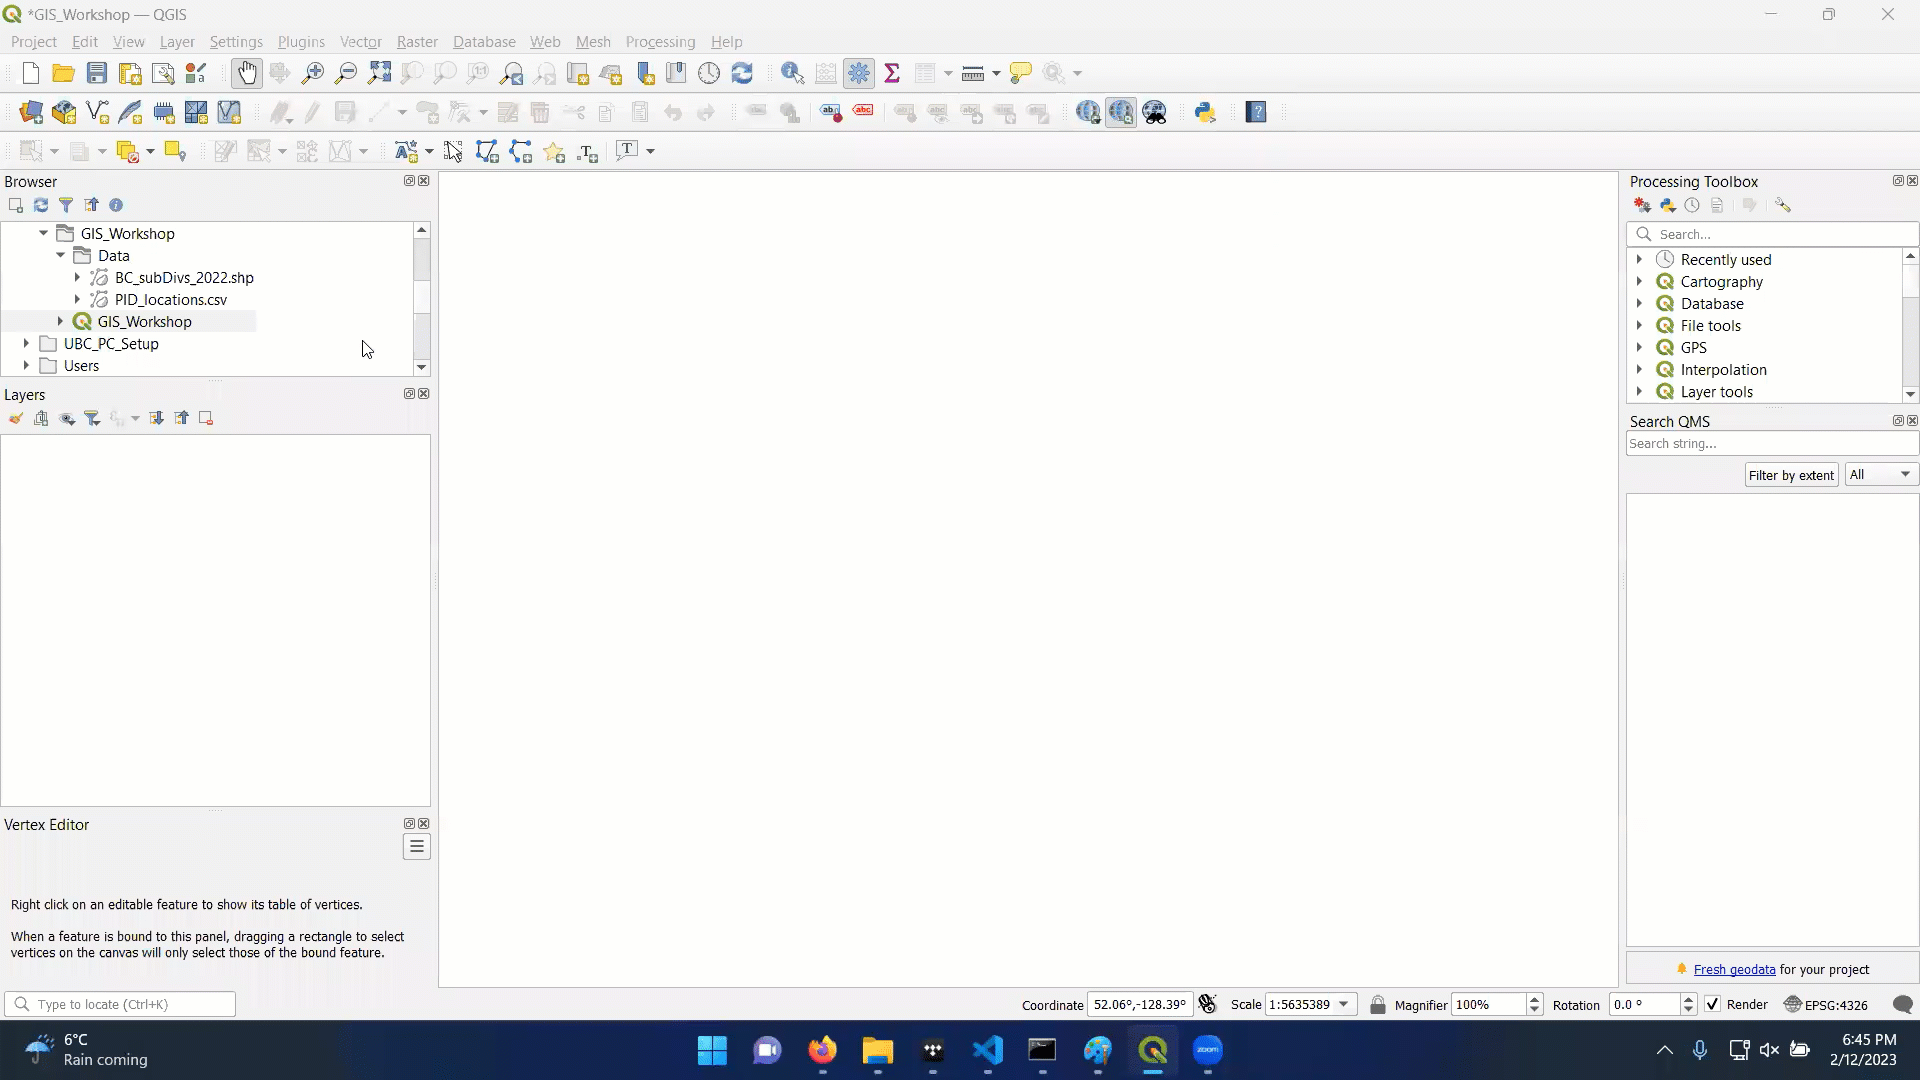 *GIS_Workshop — QGIS
Project Edit View Layer Settings Plugins Vector Raster Database Web Mesh Processing Help
Browser
GIS_Workshop
Data
BC_subDivs_2022.shp
PID_locations.csv
GIS_Workshop
UBC_PC_Setup
Users
Layers
Vertex Editor
Right click on an editable feature to show its table of vertices.
When a feature is bound to this panel, dragging a rectangle to select
vertices on the canvas will only select those of the bound feature.
Processing Toolbox
Search...
Recently used
Cartography
Database
File tools
GPS
Interpolation
Layer tools
Search QMS
Search string...
Filter by extent All
Fresh geodata for your project
Type to locate (Ctrl+K)
Coordinate 52.06°,-128.39° Scale 1:5635389 Magnifier 100% Rotation 0.0 ° Render EPSG:4326
6°C
Rain coming
zoom
6:45 PM
2/12/2023